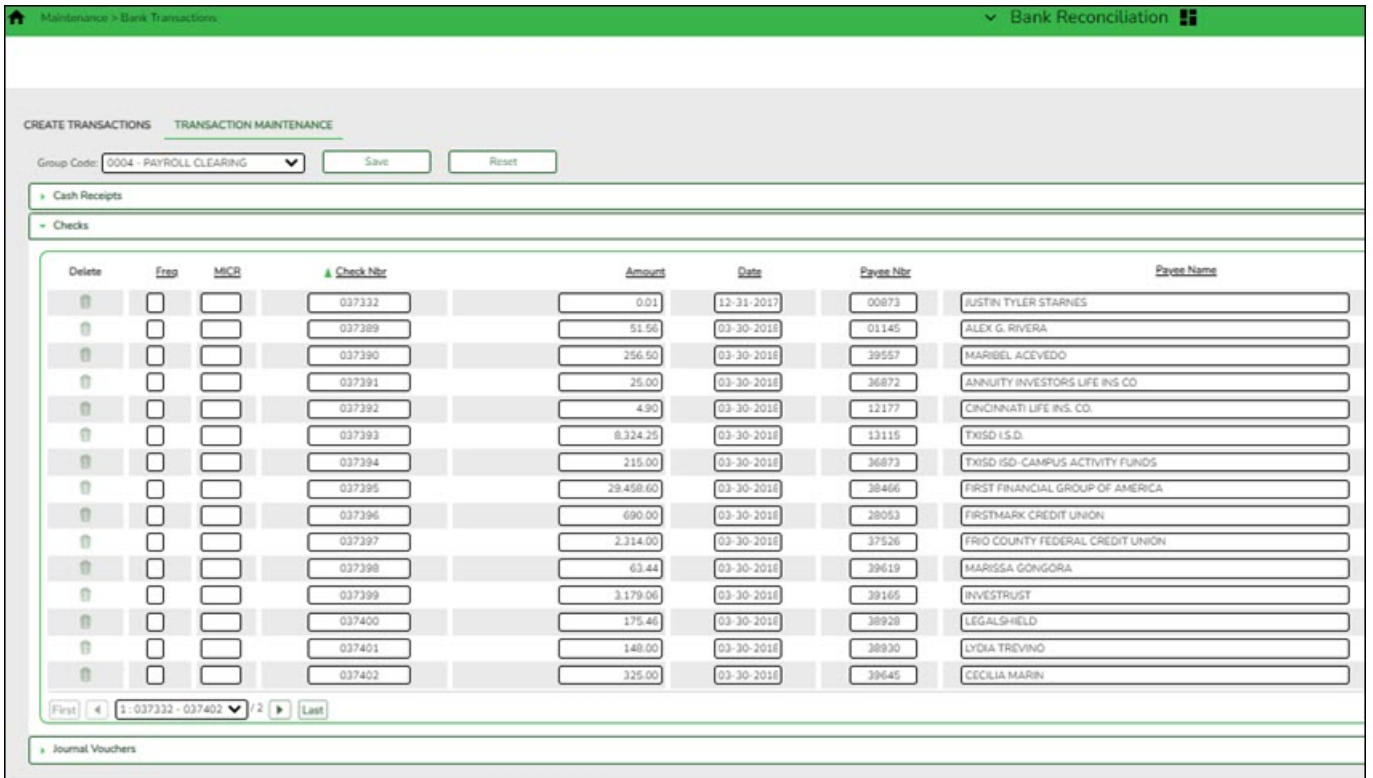 Maintenance > Bank Transactions
Bank Reconciliation
CREATE TRANSACTIONS TRANSACTION MAINTENANCE
Group Code: 0004 - PAYROLL CLEARING Save Reset
Cash Receipts
Checks
Delete Freq MICR Check Nbr Amount Date Payee Nbr Payee Name
037332 0.01 12-31-2017 00873 JUSTIN TYLER STARNES
037389 51.56 03-30-2018 01145 ALEX G. RIVERA
037390 256.50 03-30-2018 39557 MARIBEL ACEVEDO
037391 25.00 03-30-2018 36872 ANNUITY INVESTORS LIFE INS CO
037392 4.90 03-30-2018 12177 CINCINNATI LIFE INS. CO.
037393 8,324.25 03-30-2018 13115 TXISD I.S.D.
037394 215.00 03-30-2018 36873 TXISD ISD-CAMPUS ACTIVITY FUNDS
037395 29,458.60 03-30-2018 38466 FIRST FINANCIAL GROUP OF AMERICA
037396 690.00 03-30-2018 28053 FIRSTMARK CREDIT UNION
037397 2,314.00 03-30-2018 37526 FRIO COUNTY FEDERAL CREDIT UNION
037398 63.44 03-30-2018 39619 MARISSA GONGORA
037399 3,179.06 03-30-2018 39165 INVESTRUST
037400 175.46 03-30-2018 38928 LEGALSHIELD
037401 148.00 03-30-2018 38930 LYDIA TREVINO
037402 325.00 03-30-2018 39645 CECILIA MARIN
First 1 : 037332 - 037402 / 2 Last
Journal Vouchers